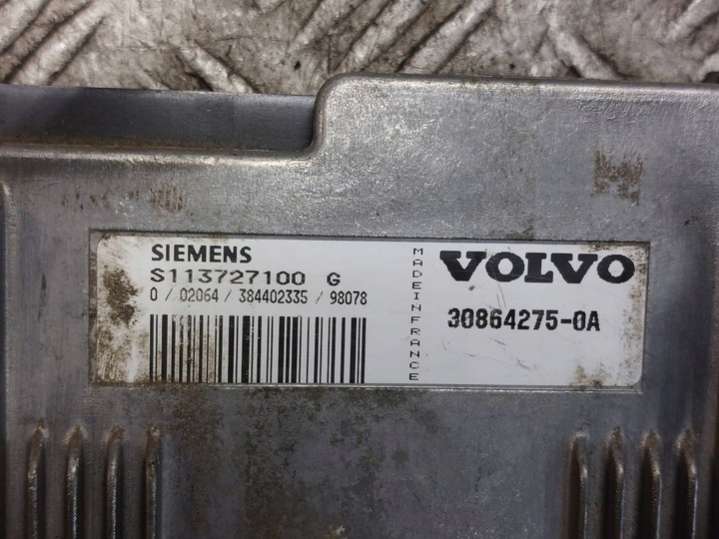 SIEMENS
S113727100 G
0 / 02064 / 384402335 / 98078
MADEINFRANCE
VOLVO
30864275-0A